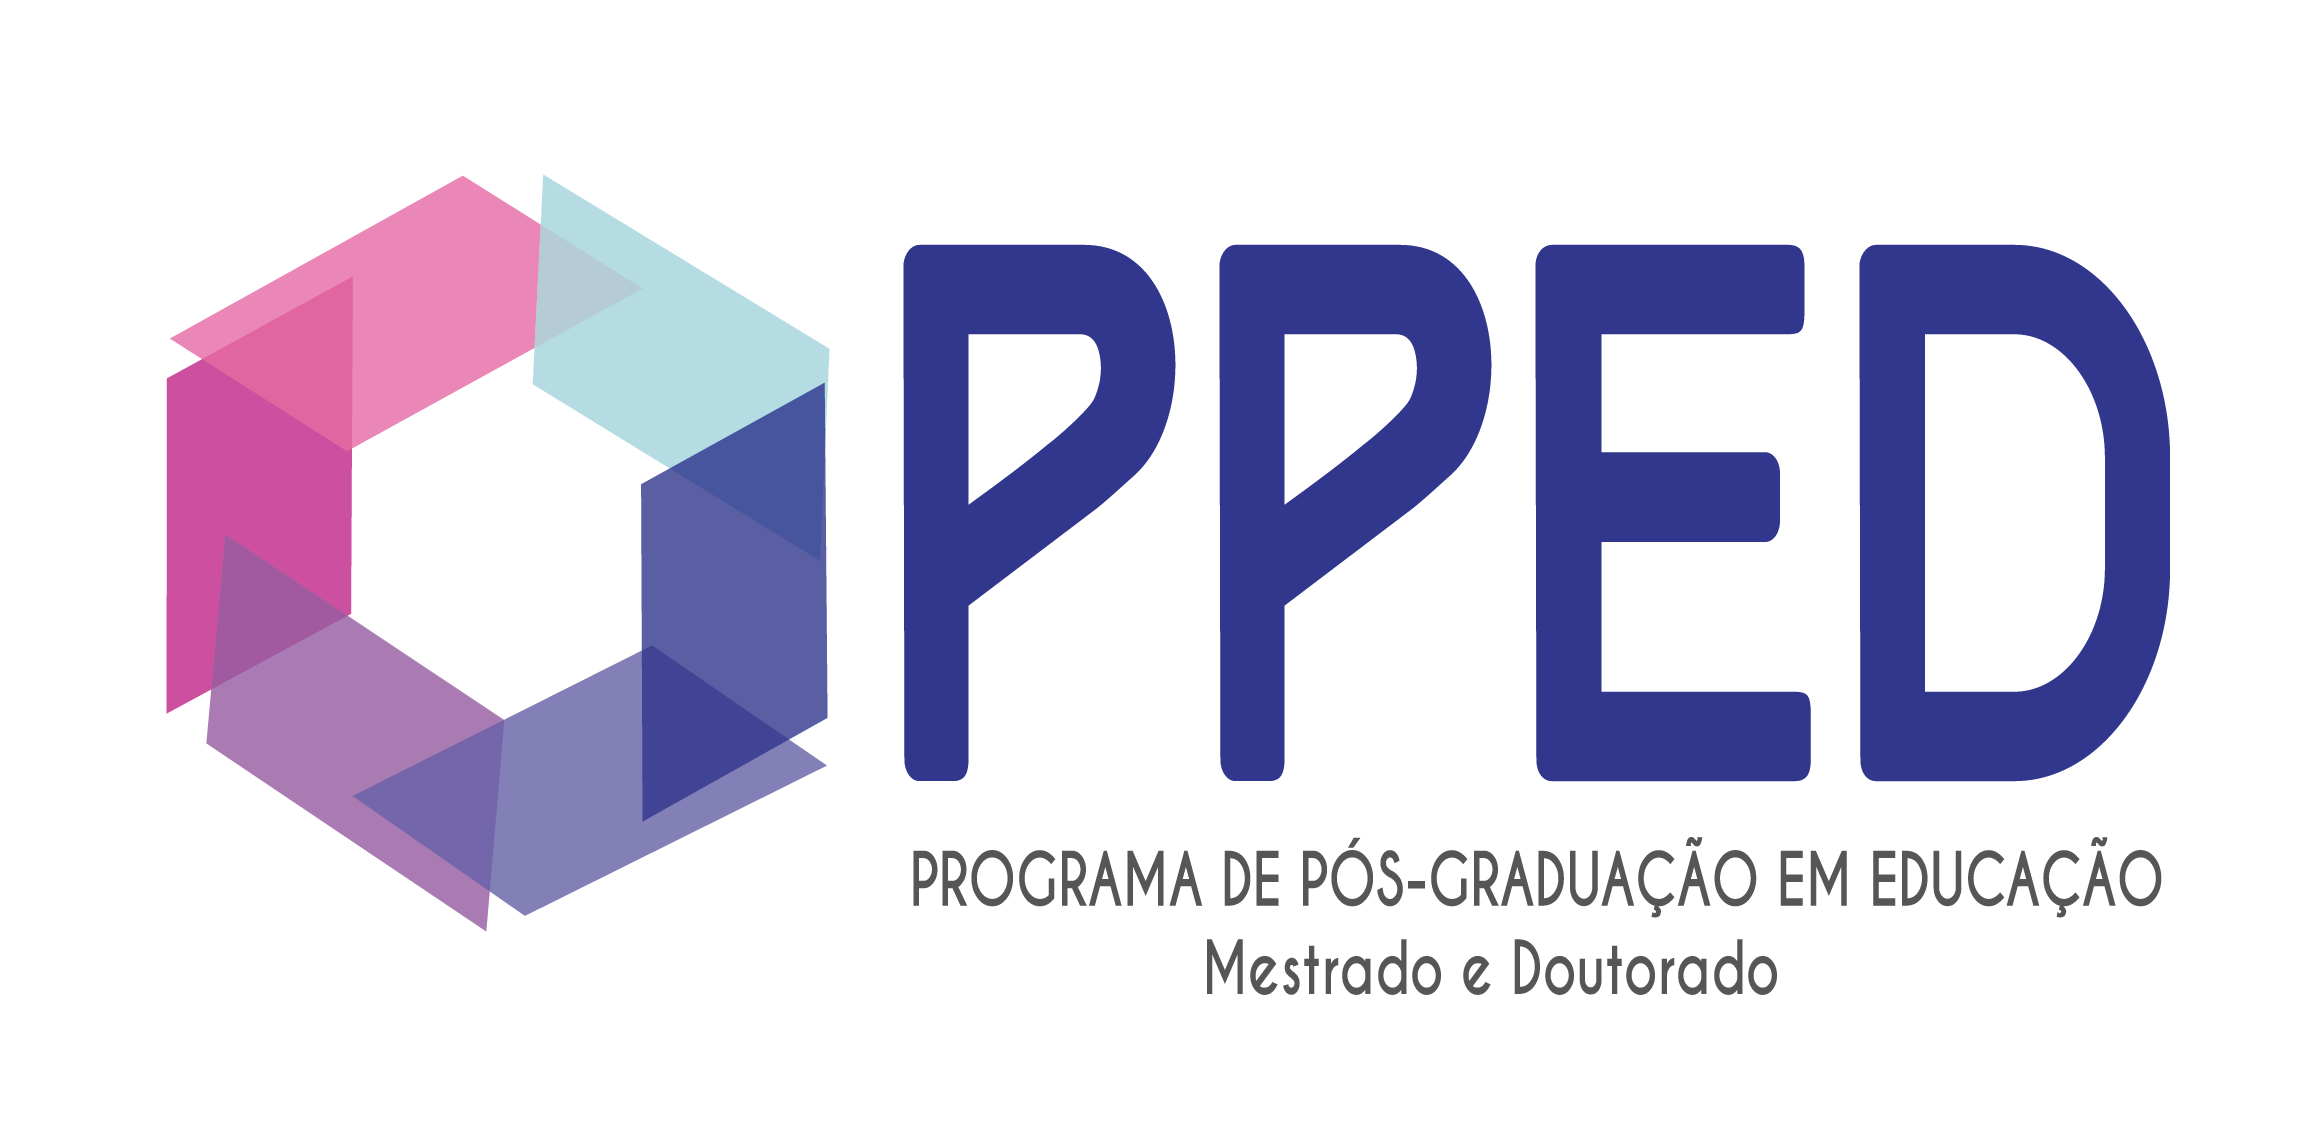 PPED
PROGRAMA DE PÓS-GRADUAÇÃO EM EDUCAÇÃO
Mestrado e Doutorado